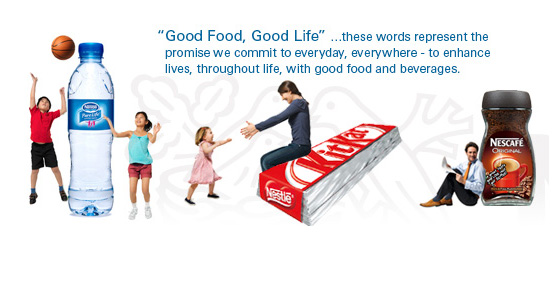 “Good Food, Good Life” ...these words represent the
promise we commit to everyday, everywhere - to enhance
lives, throughout life, with good food and beverages.
Nestlé
Pure Life
KitKat
Nestlé
NESCAFÉ
ORIGINAL